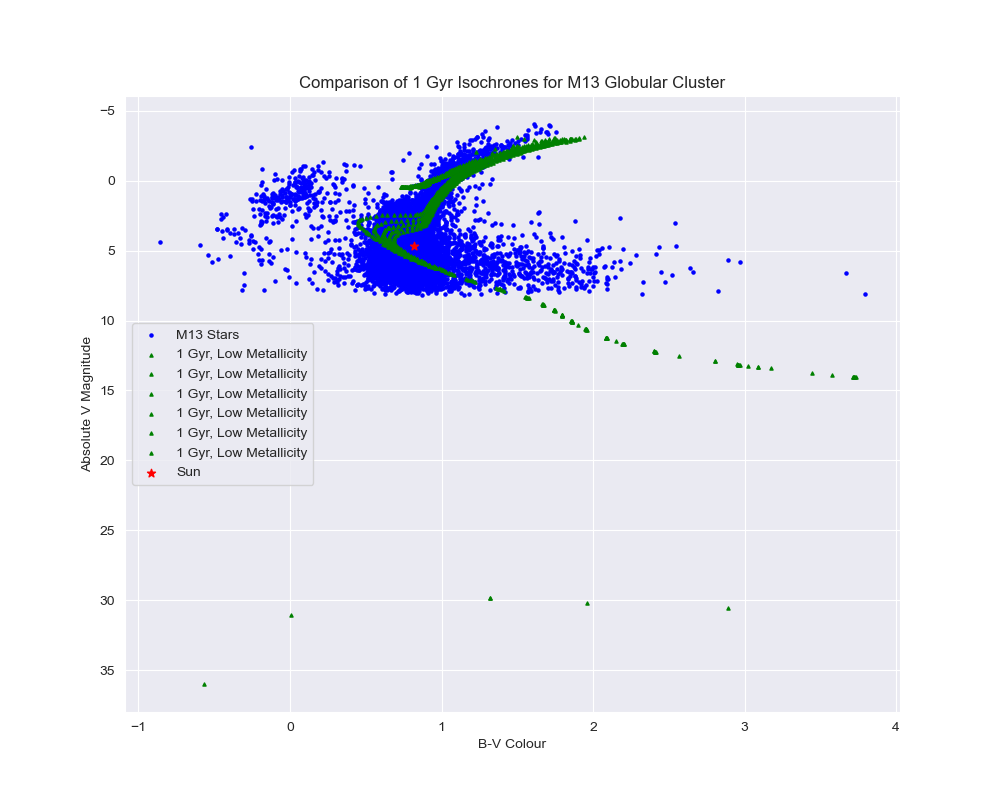 Comparison of 1 Gyr Isochrones for M13 Globular Cluster
−5
0
5
10
15
20
25
30
35
Absolute V Magnitude
M13 Stars
1 Gyr, Low Metallicity
1 Gyr, Low Metallicity
1 Gyr, Low Metallicity
1 Gyr, Low Metallicity
1 Gyr, Low Metallicity
1 Gyr, Low Metallicity
Sun
−1 0 1 2 3 4
B-V Colour